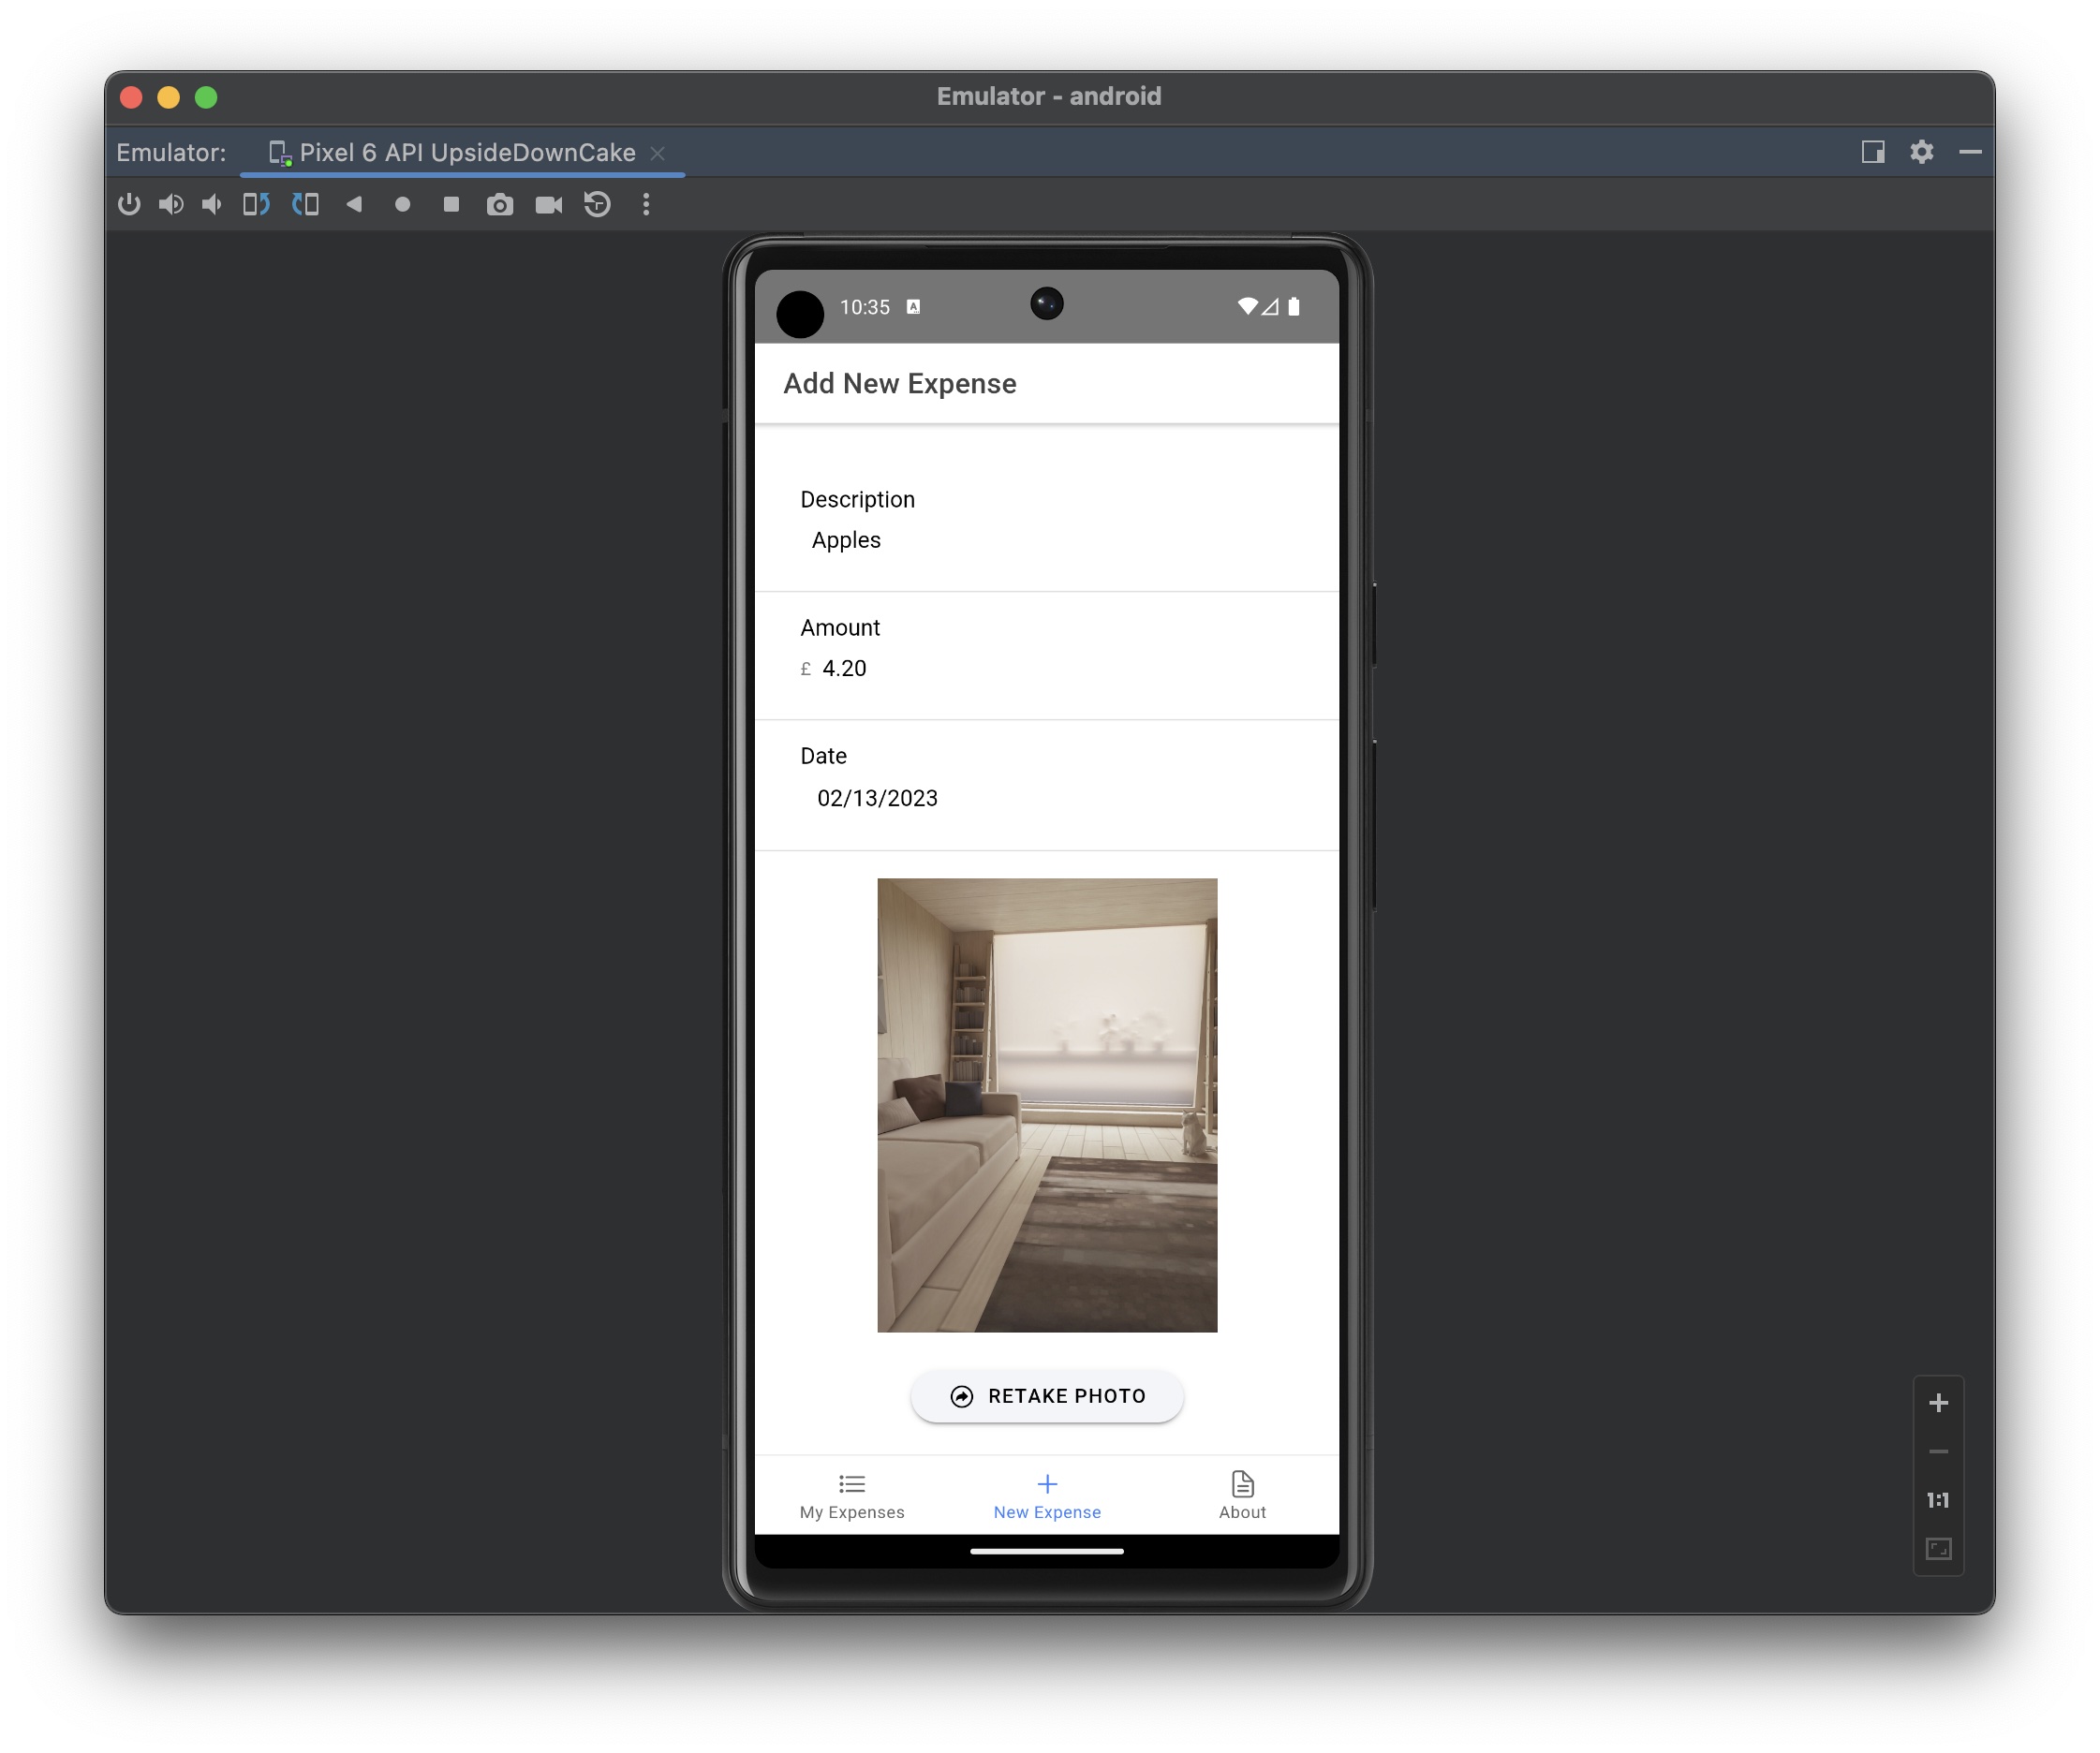 Emulator - android
Emulator: Pixel 6 API UpsideDownCake
10:35 A
Add New Expense
Description
Apples
Amount
£ 4.20
Date
02/13/2023
RETAKE PHOTO
My Expenses New Expense About
1:1